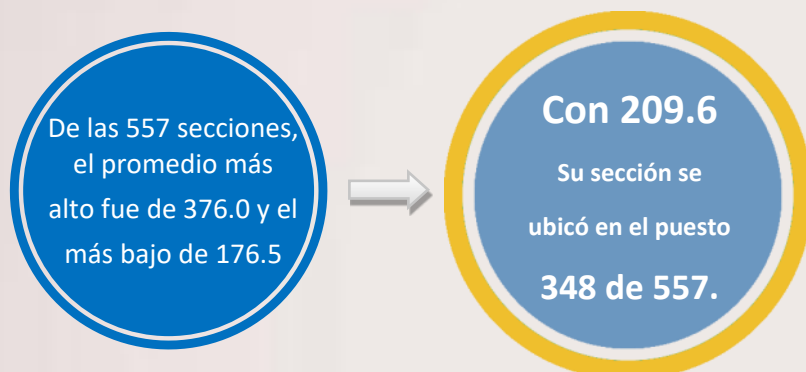 De las 557 secciones,
el promedio más
alto fue de 376.0 y el
más bajo de 176.5
Con 209.6
Su sección se
ubicó en el puesto
348 de 557.